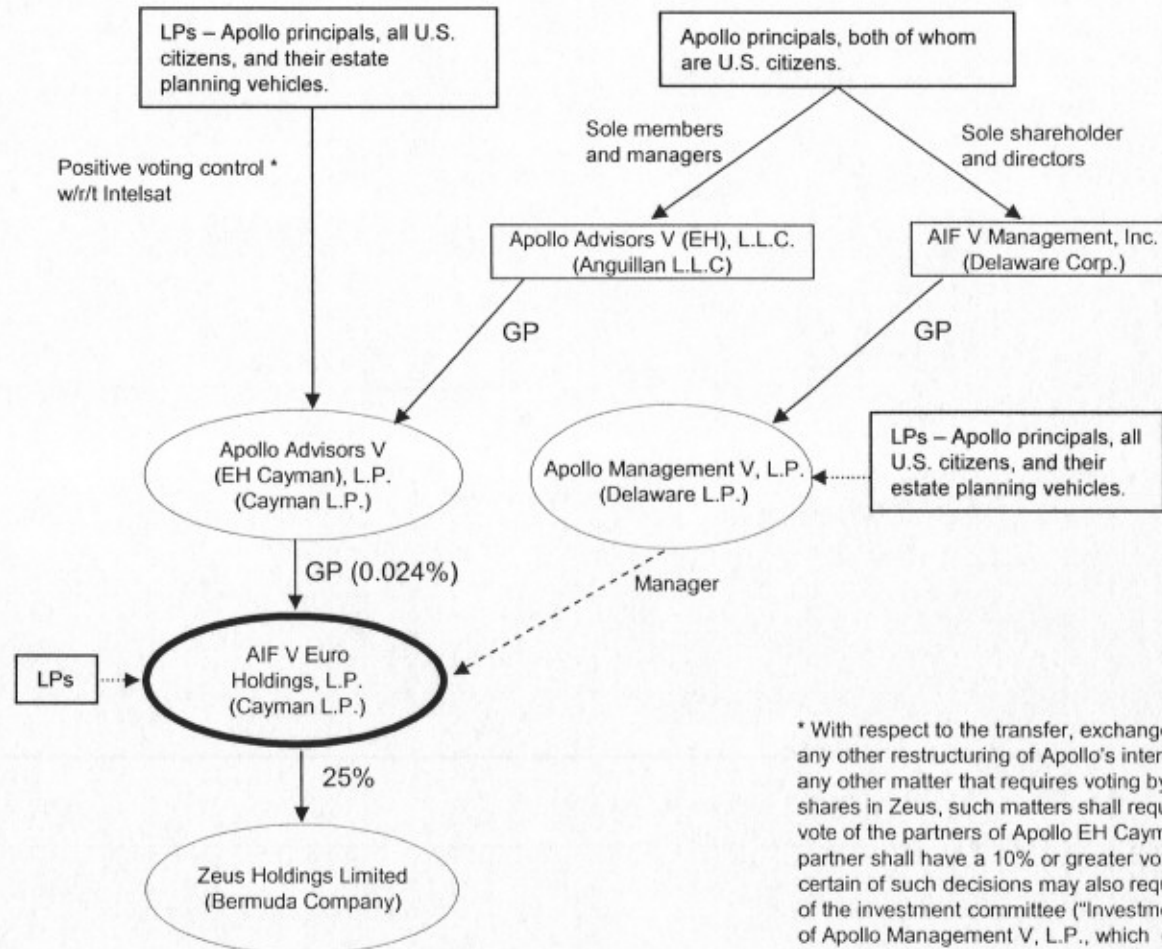 LPs – Apollo principals, all U.S.
citizens, and their estate
planning vehicles.
Apollo principals, both of whom
are U.S. citizens.
Positive voting control *
w/r/t Intelsat
Sole members
and managers
Sole shareholder
and directors
Apollo Advisors V (EH), L.L.C.
(Anguillan L.L.C)
AIF V Management, Inc.
(Delaware Corp.)
GP
GP
Apollo Advisors V
(EH Cayman), L.P.
(Cayman L.P.)
Apollo Management V, L.P.
(Delaware L.P.)
LPs – Apollo principals, all
U.S. citizens, and their
estate planning vehicles.
GP (0.024%)
Manager
LPs
AIF V Euro
Holdings, L.P.
(Cayman L.P.)
25%
Zeus Holdings Limited
(Bermuda Company)
* With respect to the transfer, exchange
any other restructuring of Apollo's inter
any other matter that requires voting by
shares in Zeus, such matters shall requ
vote of the partners of Apollo EH Caym
partner shall have a 10% or greater vo
certain of such decisions may also requ
of the investment committee ("Investme
of Apollo Management V, L.P., which